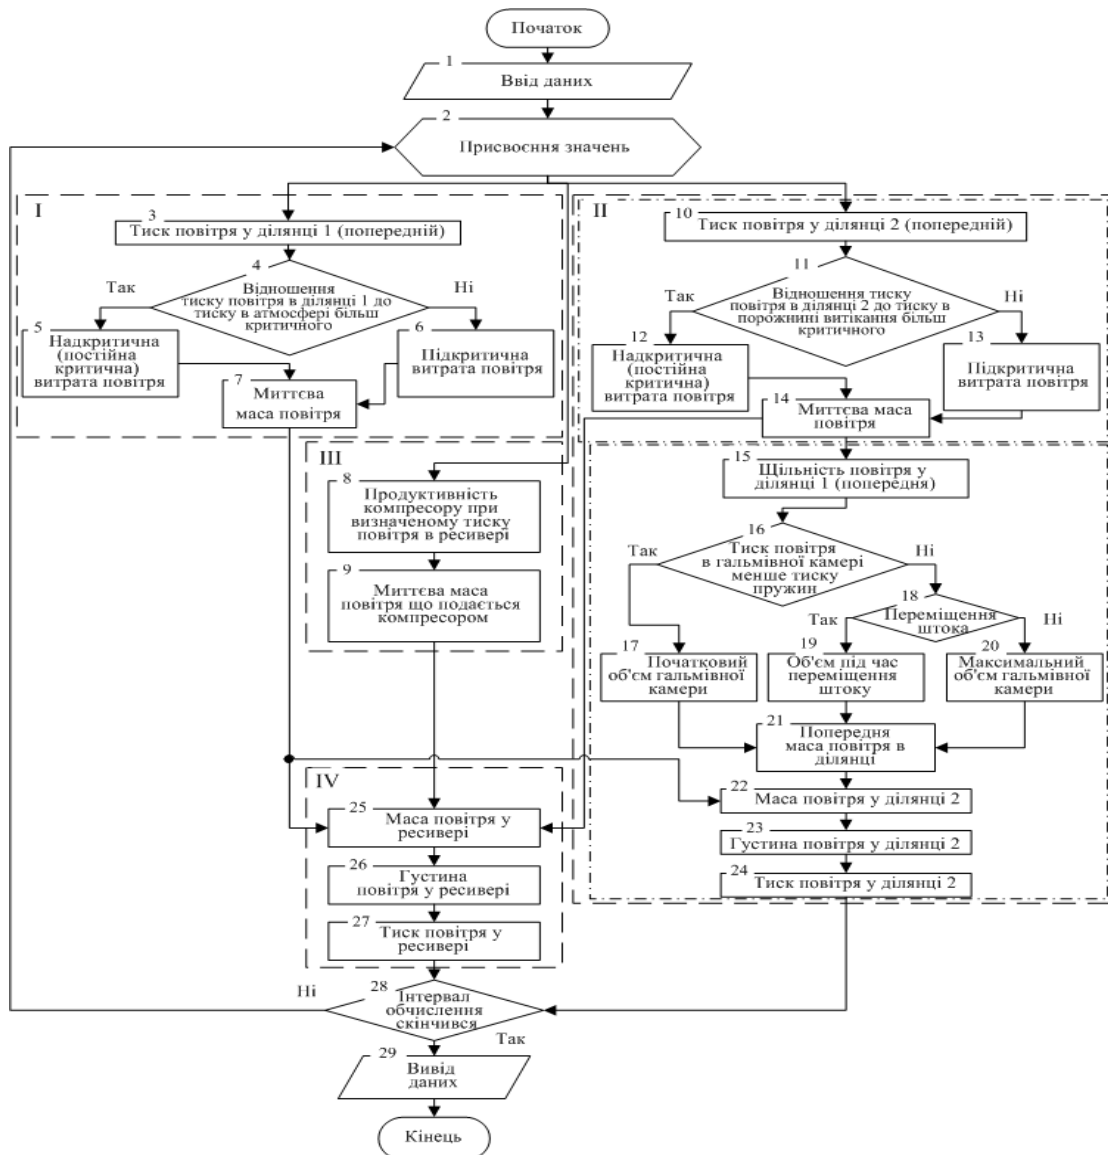 Початок
1
Ввід даних
2
Присвоєння значень
I
3
Тиск повітря у ділянці 1 (попередній)
4
Відношення
тиску повітря в ділянці 1 до
тиску в атмосфері більш
критичного
Так
Ні
5
Надкритична
(постійна
критична)
витрата повітря
6
Підкритична
витрата повітря
7
Миттєва
маса повітря
II
10
Тиск повітря у ділянці 2 (попередній)
11
Відношення тиску
повітря в ділянці 2 до тиску в
порожнині витікання більш
критичного
Так
Ні
12
Надкритична
(постійна
критична)
витрата повітря
13
Підкритична
витрата повітря
14
Миттєва маса
повітря
III
8
Продуктивність
компресору при
визначеному тиску
повітря в ресивері
9
Миттєва маса
повітря що подається
компресором
15
Щільність повітря у
ділянці 1 (попередня)
16
Тиск повітря
в гальмівної камері
менше тиску
пружин
Так
Ні
18
Переміщення
штока
Так
Ні
17
Початковий
об'єм гальмівної
камери
19
Об'єм під час
переміщення
штоку
20
Максимальний
об'єм гальмівної
камери
21
Попередня
маса повітря в
ділянці
22
Маса повітря у ділянці 2
23
Густина повітря у ділянці 2
24
Тиск повітря у ділянці 2
IV
25
Маса повітря у
ресивері
26
Густина
повітря у ресивері
27
Тиск повітря у
ресивері
28
Інтервал
обчислення
скінчився
Ні
Так
29
Вивід
даних
Кінець